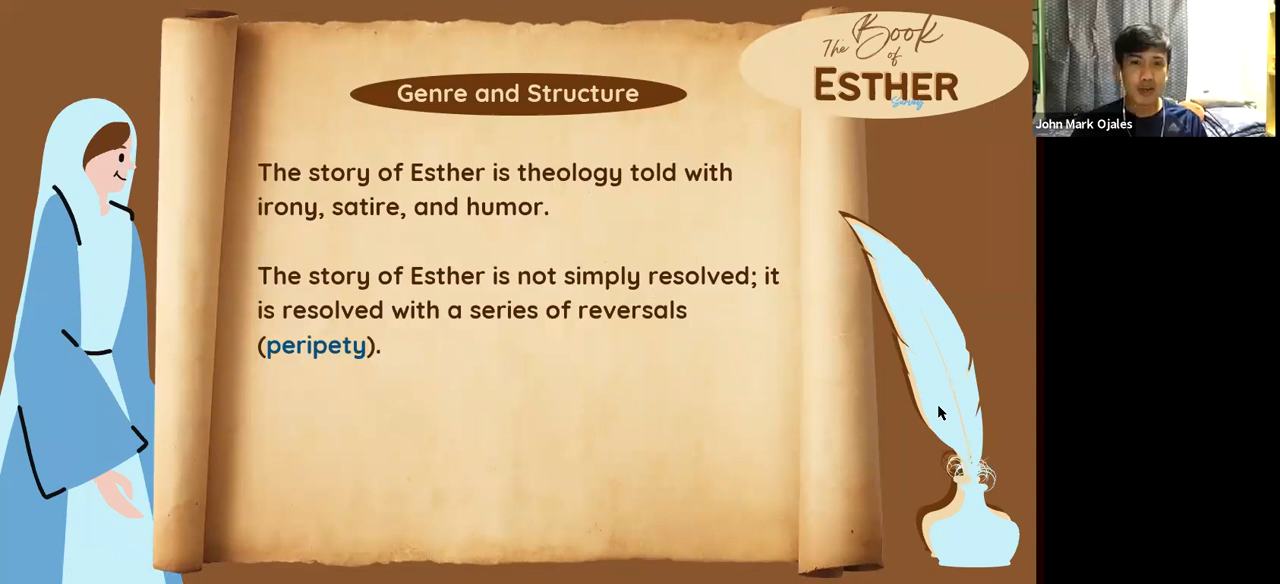 The Book
of
ESTHER
Survey
Genre and Structure
The story of Esther is theology told with
irony, satire, and humor.
The story of Esther is not simply resolved; it
is resolved with a series of reversals
(peripety).
John Mark Ojales